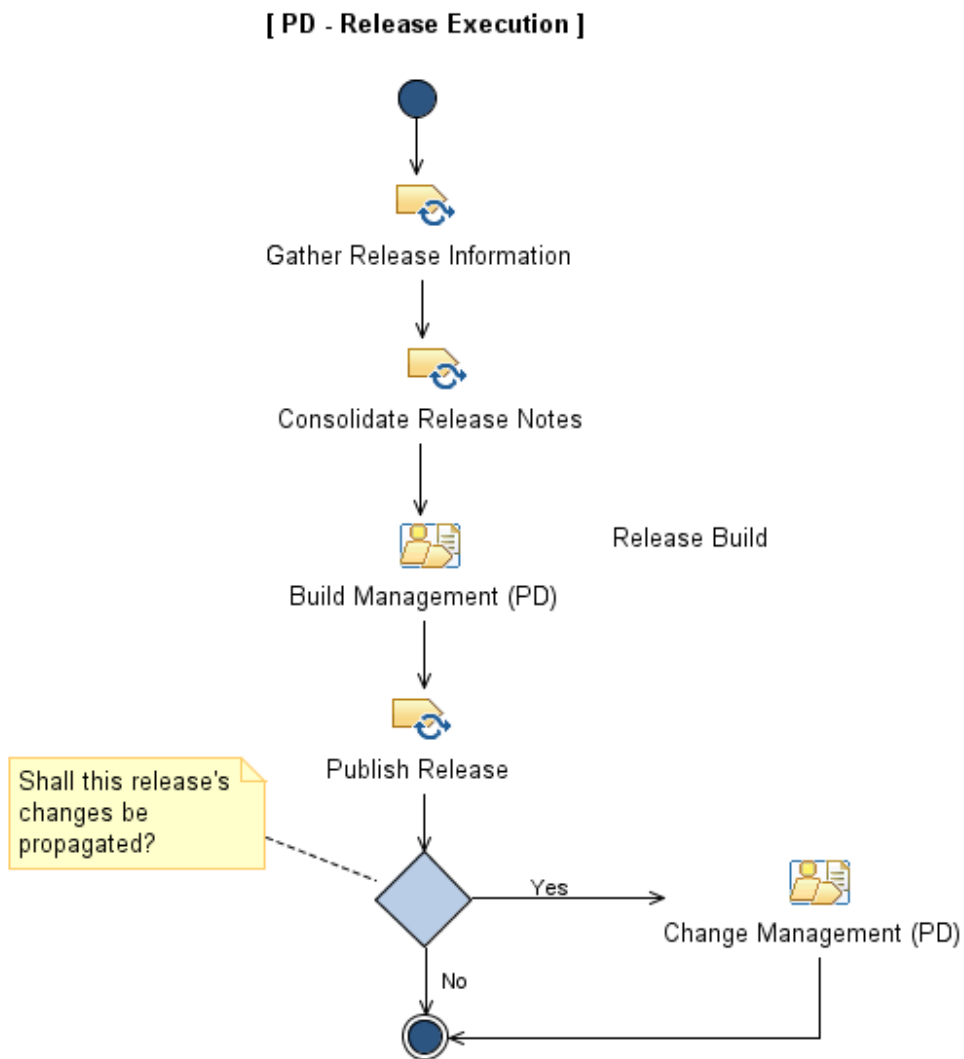 [ PD - Release Execution ]
Gather Release Information
Consolidate Release Notes
Release Build
Build Management (PD)
Publish Release
Shall this release's
changes be
propagated?
Yes
Change Management (PD)
No